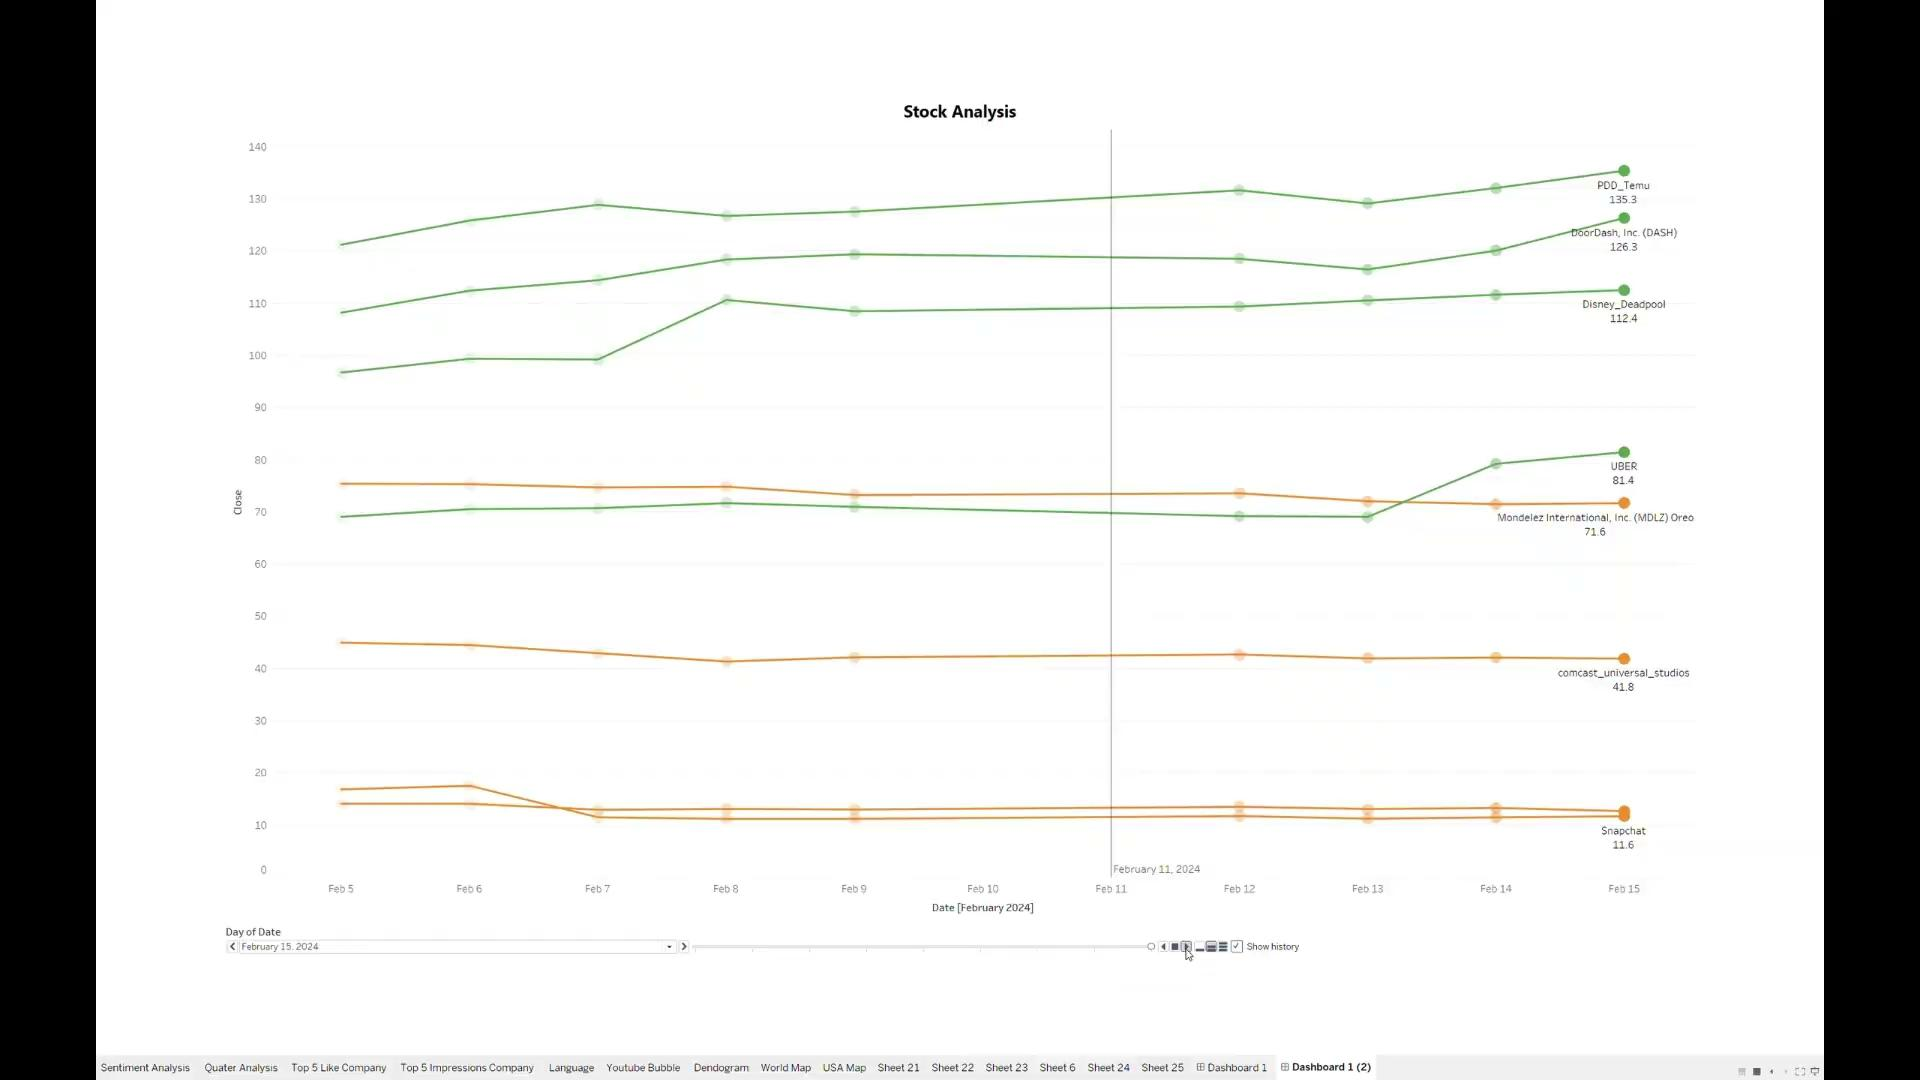 Stock Analysis
140
130
120
110
100
90
80
70
60
50
40
30
20
10
0
Close
PDD_Temu
135.3
DoorDash, Inc. (DASH)
126.3
Disney_Deadpool
112.4
UBER
81.4
Mondelez International, Inc. (MDLZ) Oreo
71.6
comcast_universal_studios
41.8
Snapchat
11.6
February 11, 2024
Feb 5 Feb 6 Feb 7 Feb 8 Feb 9 Feb 10 Feb 11 Feb 12 Feb 13 Feb 14 Feb 15
Date [February 2024]
Day of Date
February 15, 2024
Show history
Sentiment Analysis Quater Analysis Top 5 Like Company Top 5 Impressions Company Language Youtube Bubble Dendogram World Map USA Map Sheet 21 Sheet 22 Sheet 23 Sheet 6 Sheet 24 Sheet 25 Dashboard 1 Dashboard 1 (2)